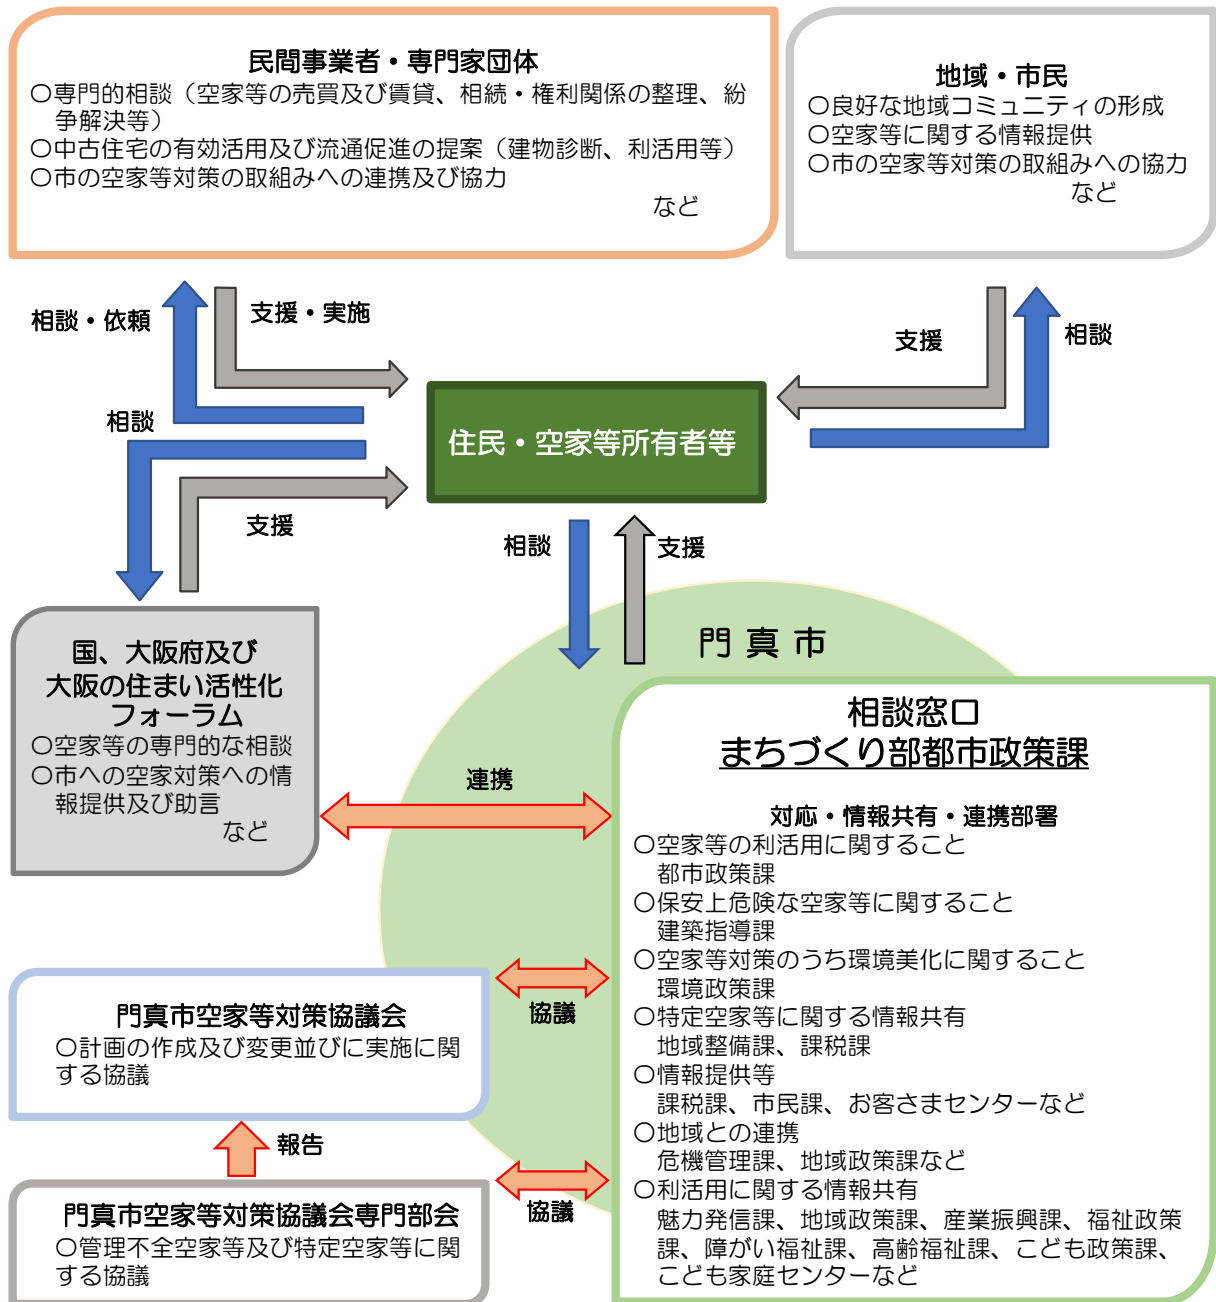 民間事業者・専門家団体
〇専門的相談（空家等の売買及び賃貸、相続・権利関係の整理、紛
争解決等）
〇中古住宅の有効活用及び流通促進の提案（建物診断、利活用等）
〇市の空家等対策の取組みへの連携及び協力
など
地域・市民
〇良好な地域コミュニティの形成
〇空家等に関する情報提供
〇市の空家等対策の取組みへの協力
など
相談・依頼
支援・実施
支援
相談
相談
住民・空家等所有者等
支援
相談
支援
国、大阪府及び
大阪の住まい活性化
フォーラム
〇空家等の専門的な相談
〇市への空家対策への情
報提供及び助言
など
門真市
相談窓口
まちづくり部都市政策課
連携
対応・情報共有・連携部署
〇空家等の利活用に関すること
都市政策課
〇保安上危険な空家等に関すること
建築指導課
〇空家等対策のうち環境美化に関すること
環境政策課
〇特定空家等に関する情報共有
地域整備課、課税課
〇情報提供等
課税課、市民課、お客さまセンターなど
〇地域との連携
危機管理課、地域政策課など
〇利活用に関する情報共有
魅力発信課、地域政策課、産業振興課、福祉政策
課、障がい福祉課、高齢福祉課、こども政策課、
こども家庭センターなど
協議
門真市空家等対策協議会
〇計画の作成及び変更並びに実施に関
する協議
報告
協議
門真市空家等対策協議会専門部会
〇管理不全空家等及び特定空家等に関
する協議